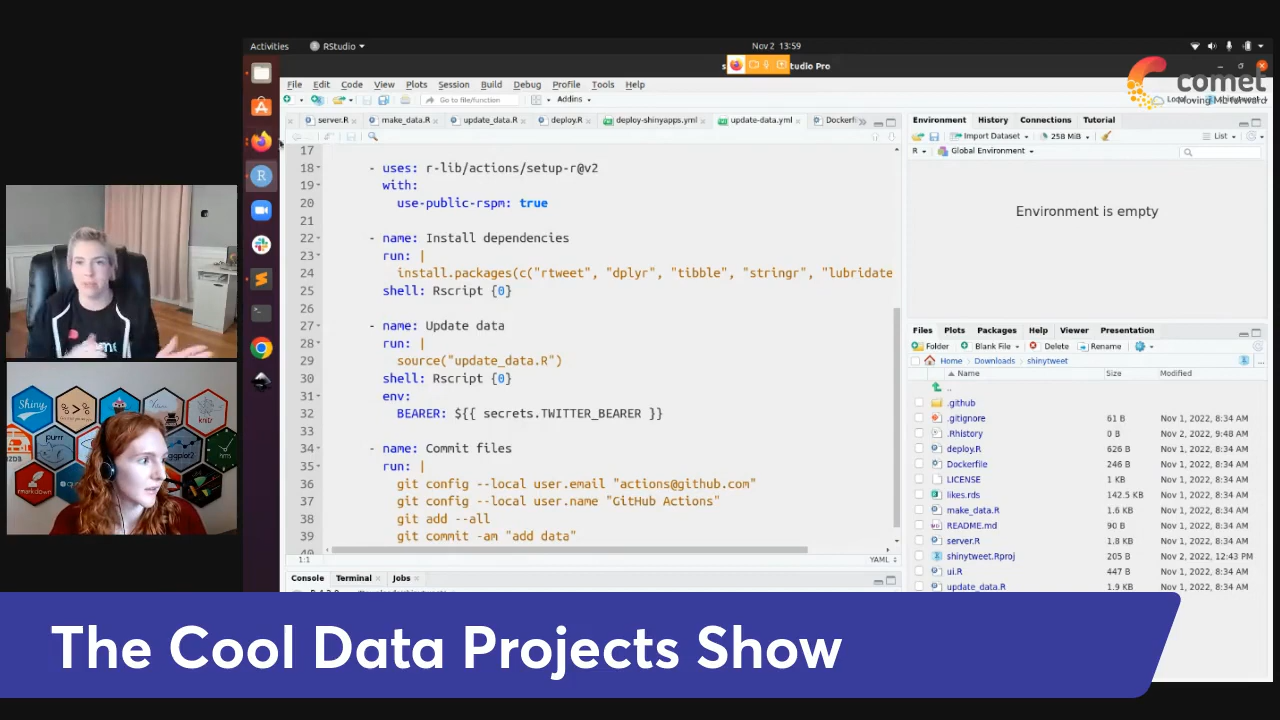 Activities RStudio Nov 2 13:59
tudio Pro
File Edit Code View Plots Session Build Debug Profile Tools Help
Go to file/function Addins
server.R make_data.R update_data.R deploy.R deploy-shinyapps.yml update-data.yml Dockerfi
17
18 - uses: r-lib/actions/setup-r@v2
19 with:
20 use-public-rspm: true
21
22 - name: Install dependencies
23 run: |
24 install.packages(c("rtweet", "dplyr", "tibble", "stringr", "lubridate
25 shell: Rscript {0}
26
27 - name: Update data
28 run: |
29 source("update_data.R")
30 shell: Rscript {0}
31 env:
32 BEARER: ${{ secrets.TWITTER_BEARER }}
33
34 - name: Commit files
35 run: |
36 git config --local user.email "actions@github.com"
37 git config --local user.name "GitHub Actions"
38 git add --all
39 git commit -am "add data"
1:1 YAML
Console Terminal Jobs
comet
Moving ML forward
Environment History Connections Tutorial
Import Dataset 258 MiB List
R Global Environment
Environment is empty
Files Plots Packages Help Viewer Presentation
Folder Blank File Delete Rename
Home Downloads shinytweet
Name Size Modified
..
.github
.gitignore 61 B Nov 1, 2022, 8:34 AM
.Rhistory 0 B Nov 2, 2022, 9:48 AM
deploy.R 626 B Nov 1, 2022, 8:34 AM
Dockerfile 246 B Nov 1, 2022, 8:34 AM
LICENSE 1 KB Nov 1, 2022, 8:34 AM
likes.rds 142.5 KB Nov 1, 2022, 8:34 AM
make_data.R 1.6 KB Nov 1, 2022, 8:34 AM
README.md 90 B Nov 1, 2022, 8:34 AM
server.R 1.8 KB Nov 1, 2022, 8:34 AM
shinytweet.Rproj 205 B Nov 2, 2022, 12:43 PM
ui.R 447 B Nov 1, 2022, 8:34 AM
update_data.R 1.9 KB Nov 1, 2022, 8:34 AM
Shiny
purrr
knitr
ggplot2
rmarkdown
The Cool Data Projects Show